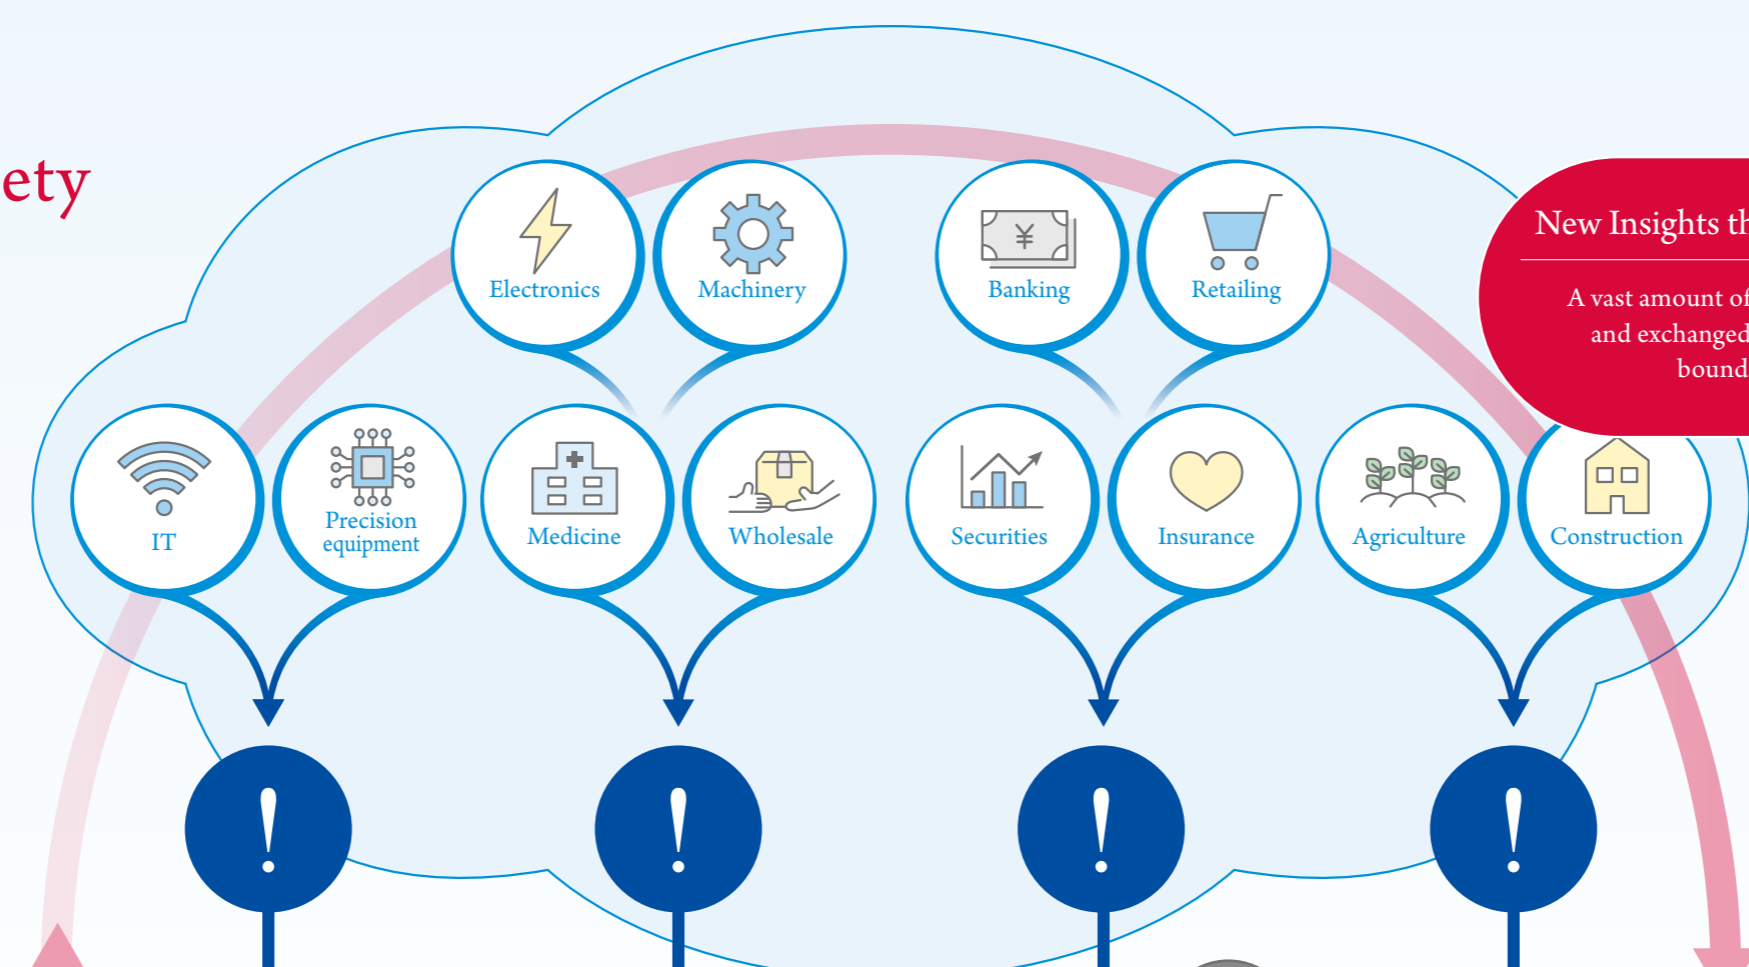 ety
Electronics
Machinery
Banking
¥
Retailing
New Insights th
A vast amount of
and exchanged
bound
IT
Precision
equipment
Medicine
Wholesale
Securities
Insurance
Agriculture
Construction
!
!
!
!